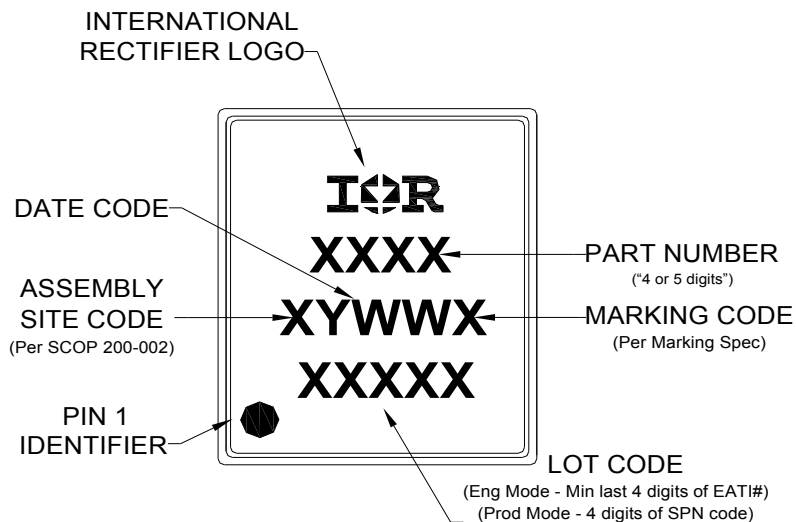 INTERNATIONAL
RECTIFIER LOGO
IOR
DATE CODE
XXXX
PART NUMBER
(“4 or 5 digits”)
ASSEMBLY
SITE CODE
(Per SCOP 200-002)
XYWWX
MARKING CODE
(Per Marking Spec)
XXXXX
PIN 1
IDENTIFIER
LOT CODE
(Eng Mode - Min last 4 digits of EATI#)
(Prod Mode - 4 digits of SPN code)